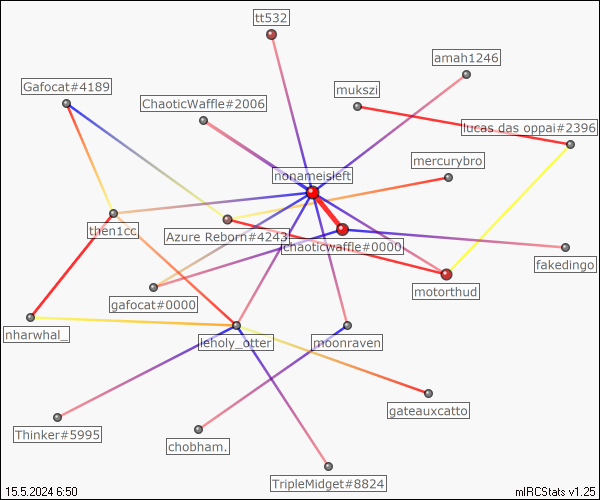 tt532
amah1246
Gafocat#4189
mukszi
ChaoticWaffle#2006
lucas das oppai#2396
mercurybro
nonameisleft
then1cc
Azure Reborn#4243
chaoticwaffle#0000
fakedingo
motorthud
gafocat#0000
nharwhal_
leholy_otter
moonraven
gateauxcatto
Thinker#5995
chobham.
TripleMidget#8824
15.5.2024 6:50
mIRCStats v1.25